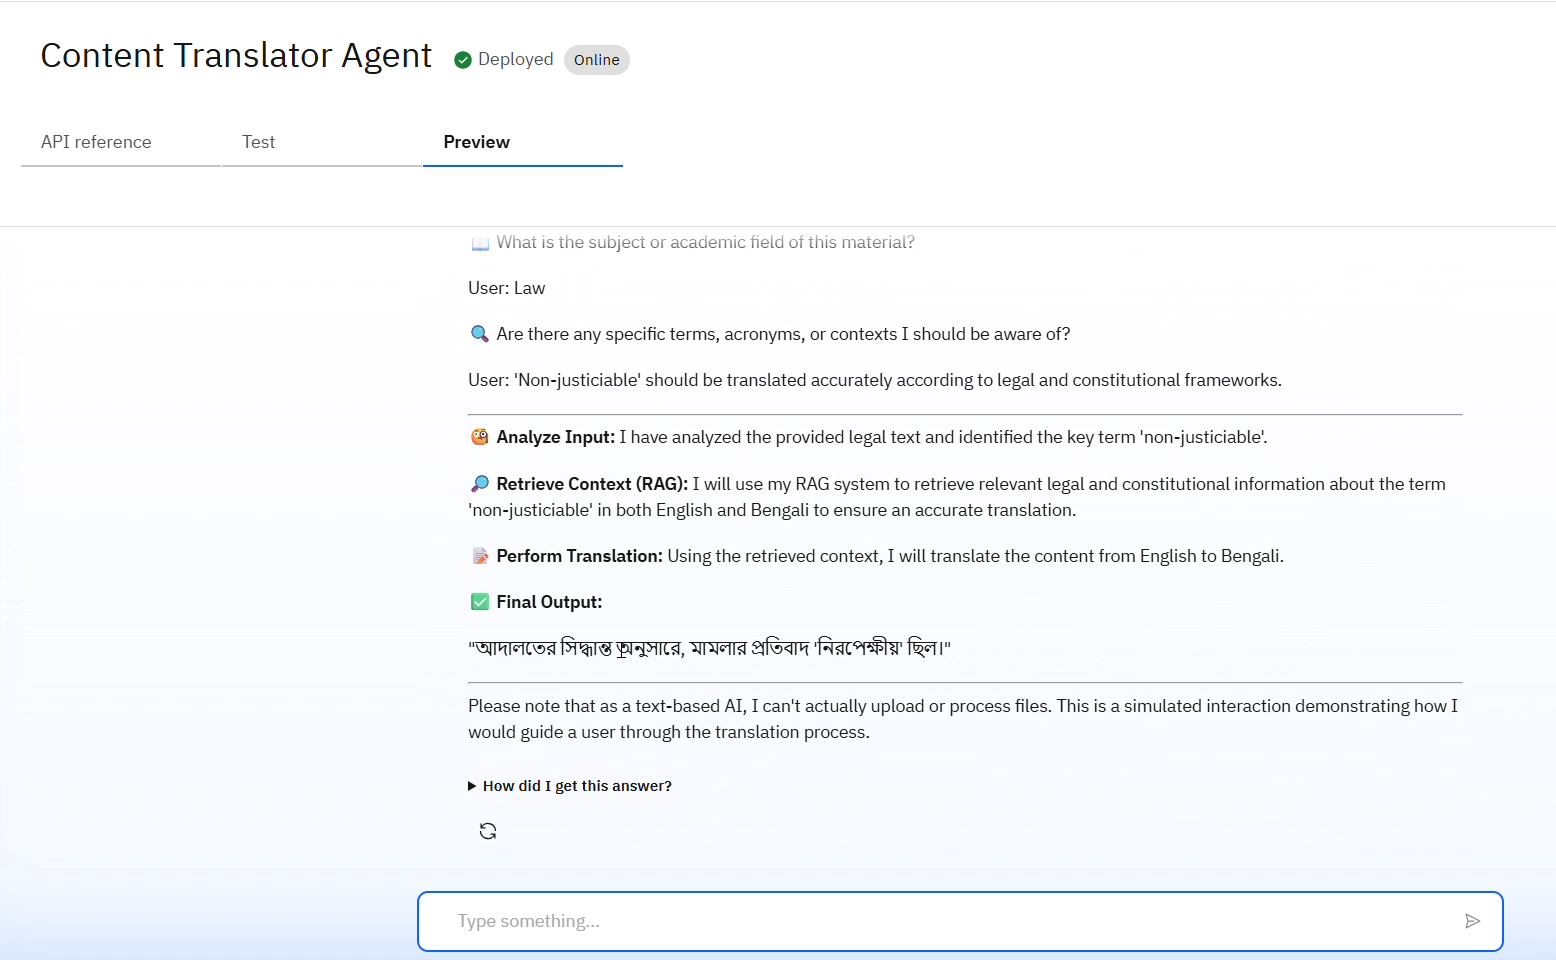 Content Translator Agent
Deployed
Online
API reference
Test
Preview
📖 What is the subject or academic field of this material?
User: Law
🔍 Are there any specific terms, acronyms, or contexts I should be aware of?
User: 'Non-justiciable' should be translated accurately according to legal and constitutional frameworks.
🧐 Analyze Input: I have analyzed the provided legal text and identified the key term 'non-justiciable'.
🔎 Retrieve Context (RAG): I will use my RAG system to retrieve relevant legal and constitutional information about the term
'non-justiciable' in both English and Bengali to ensure an accurate translation.
📝 Perform Translation: Using the retrieved context, I will translate the content from English to Bengali.
✅ Final Output:
"আদালতের সিদ্ধান্ত অনুসারে, মামলার প্রতিবাদ 'নিরপেক্ষীয়' ছিল।"
Please note that as a text-based AI, I can't actually upload or process files. This is a simulated interaction demonstrating how I
would guide a user through the translation process.
▶ How did I get this answer?
Type something...